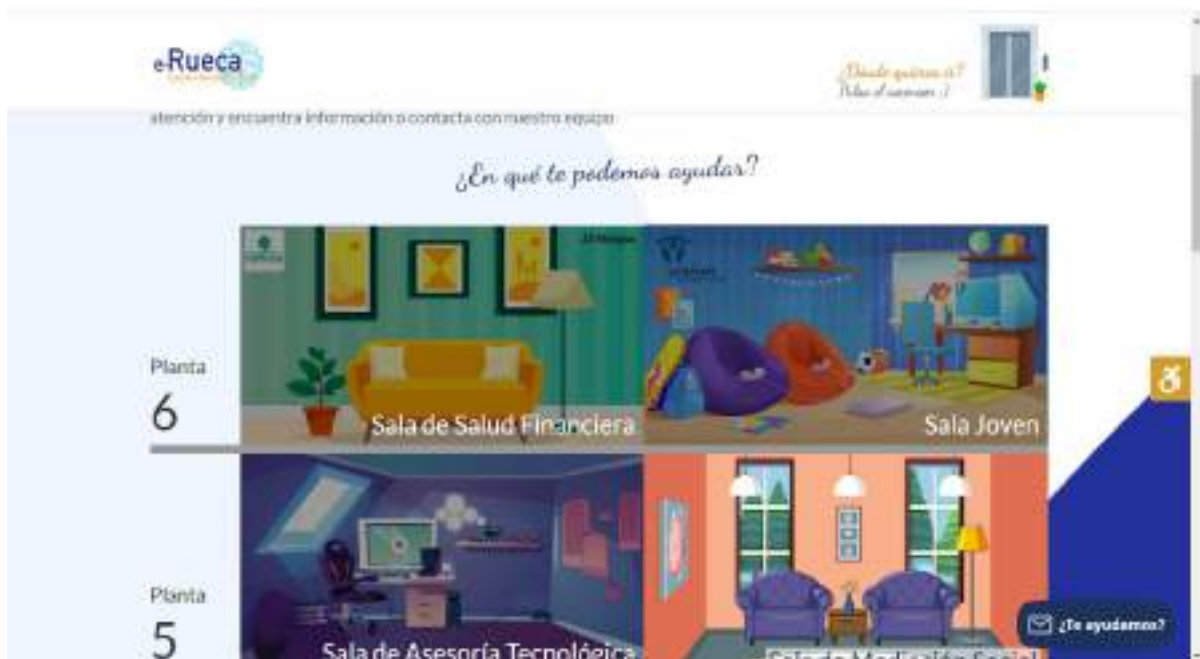 e-Rueca
¿Dónde quieres ir?
Pulsa el ascensor :)
atención y encuentra información o contacta con nuestro equipo
¿En qué te podemos ayudar?
Planta
6
Sala de Salud Financiera
Sala Joven
Planta
5
Sala de Asesoría Tecnológica
¿Te ayudamos?